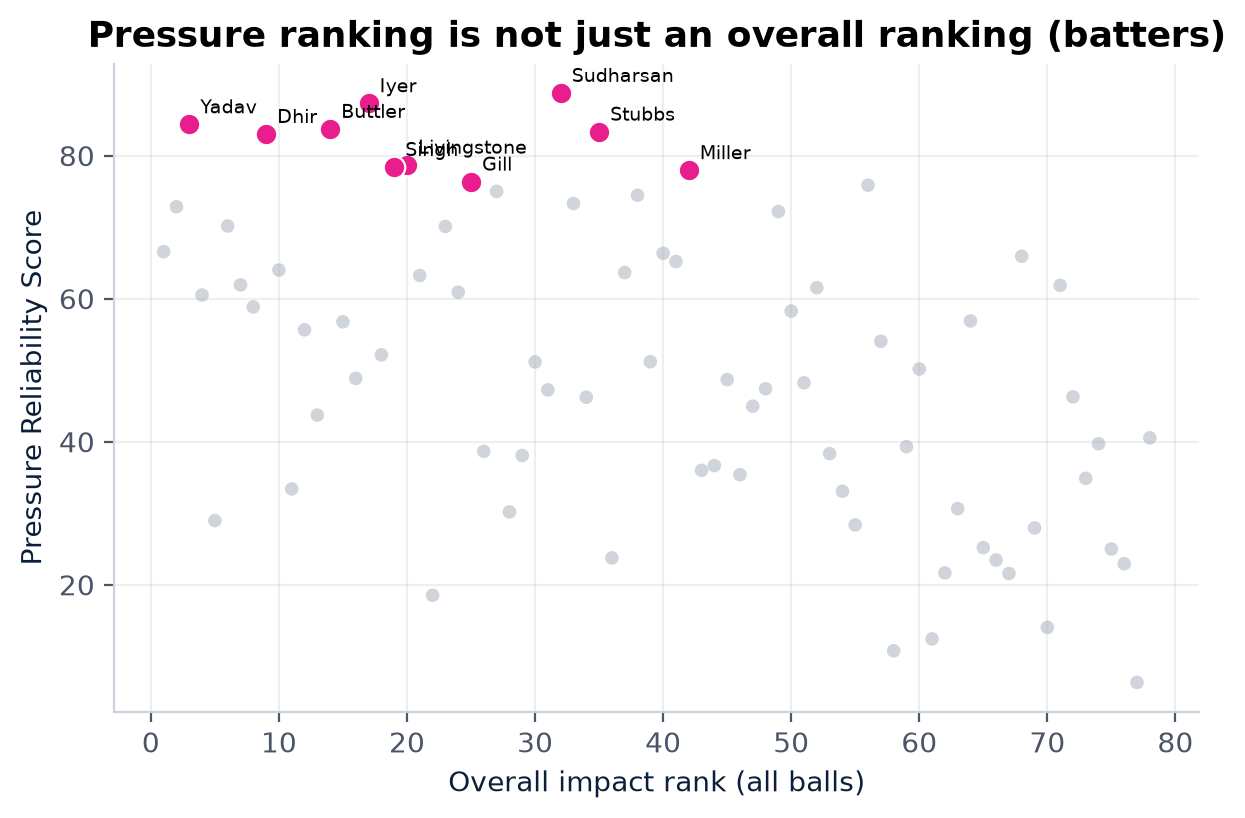 Pressure ranking is not just an overall ranking (batters)
Sudharsan
Iyer
Yadav
Buttler
Dhir
Stubbs
Singh
Livingstone
Miller
Gill
80
60
40
20
Pressure Reliability Score
0 10 20 30 40 50 60 70 80
Overall impact rank (all balls)